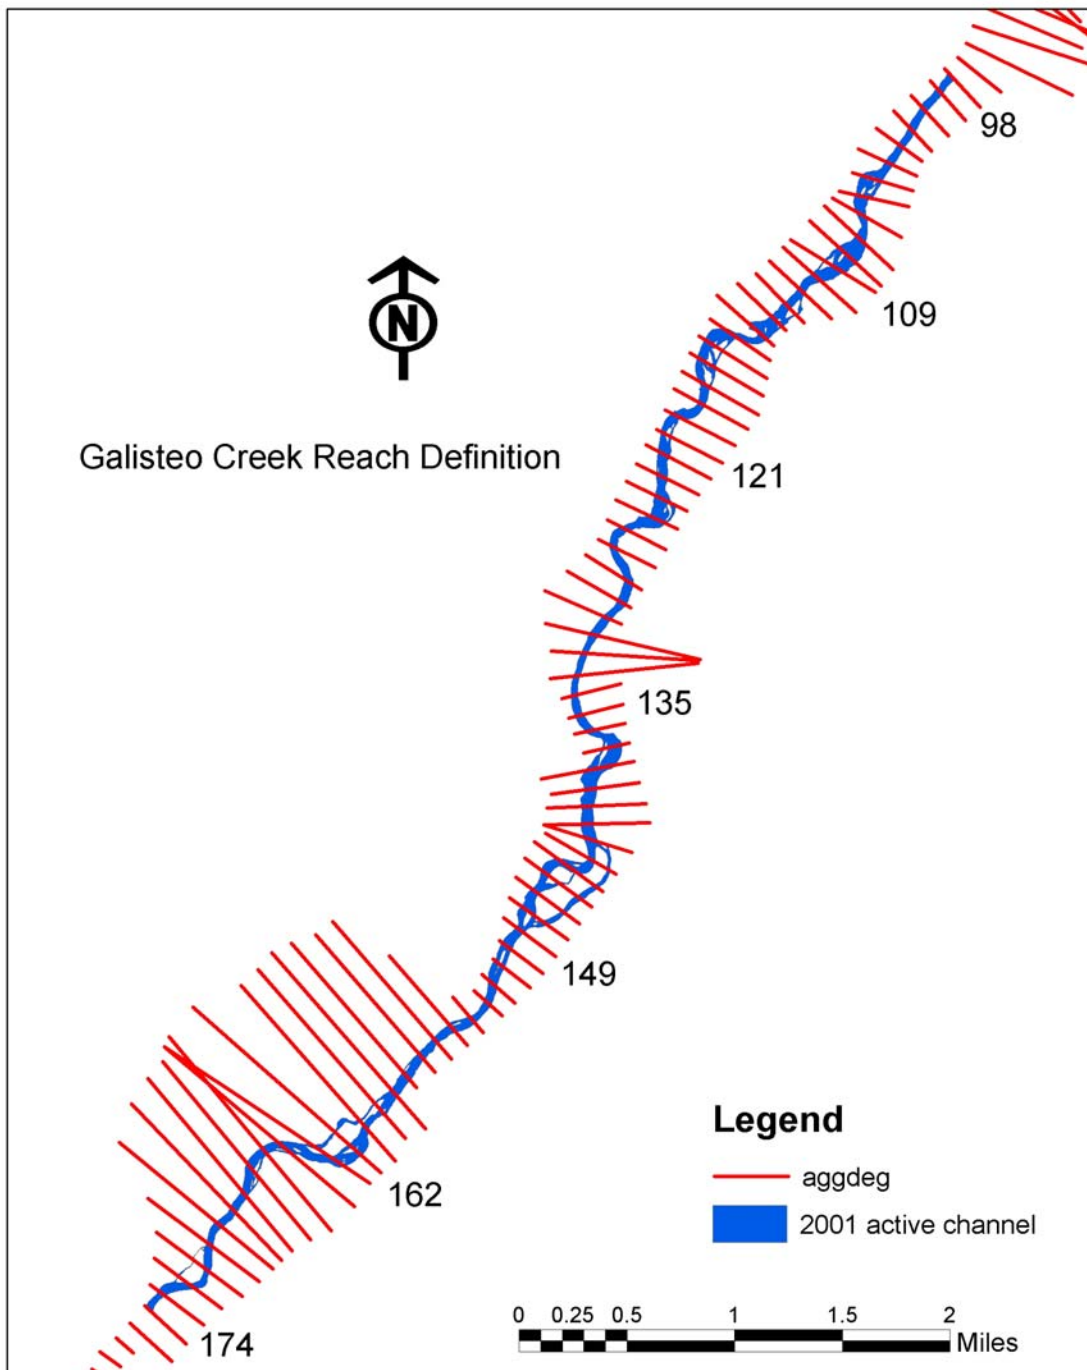 98
109
N
Galisteo Creek Reach Definition
121
135
149
162
174
Legend
aggdeg
2001 active channel
0 0.25 0.5 1 1.5 2
Miles